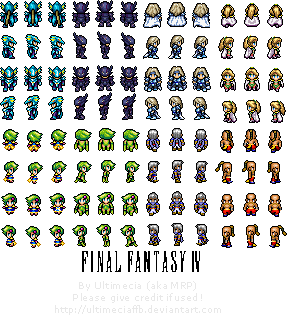 FINAL FANTASY IV
By Ultimecia (aka MRP)
Please give credit if used!
http://ultimeciaffb.deviantart.com